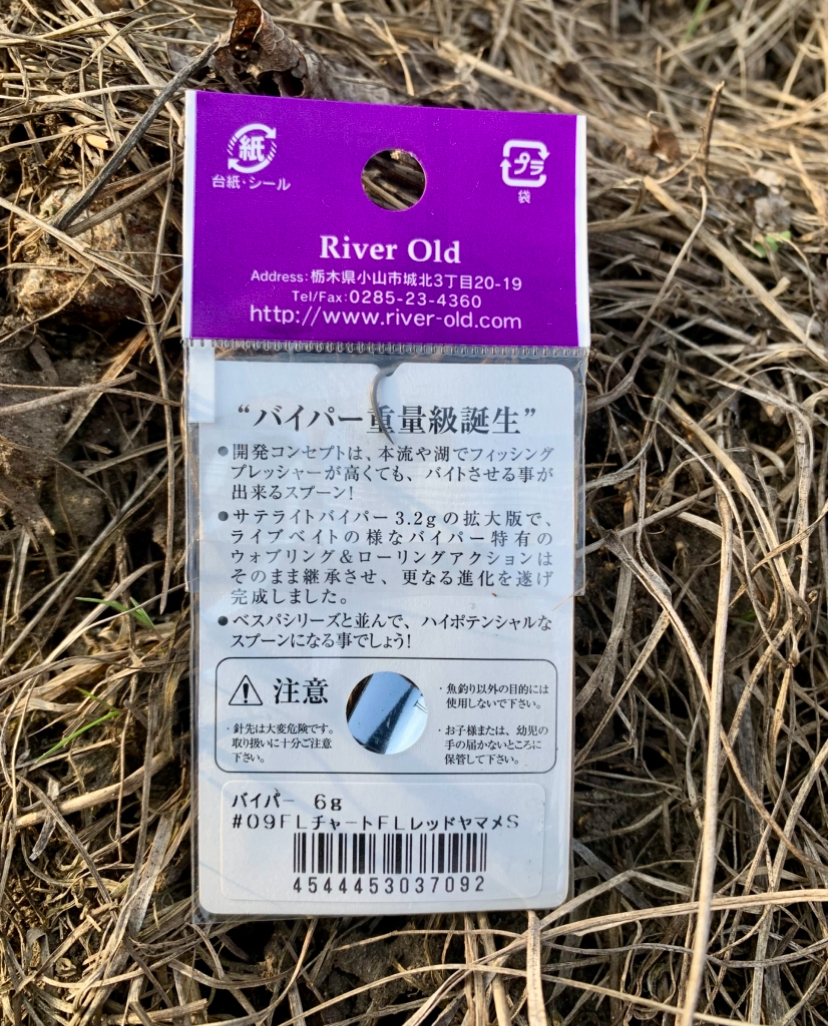 紙
台紙・シール
プラ
袋
River Old
Address:栃木県小山市城北3丁目20-19
Tel/Fax:0285-23-4360
http://www.river-old.com
“バイパー重量級誕生”
●開発コンセプトは、本流や湖でフィッシング
プレッシャーが高くても、バイトさせる事が
出来るスプーン!
●サテライトバイパー3.2gの拡大版で、
ライブベイトの様なバイパー特有の
ウォブリング&ローリングアクションは
そのまま継承させ、更なる進化を遂げ
完成しました。
●ベスパシリーズと並んで、ハイポテンシャルな
スプーンになる事でしょう!
注意
・針先は大変危険です。
取り扱いに十分ご注意
下さい。
・魚釣り以外の目的には
使用しないで下さい。
・お子様または、幼児の
手の届かないところに
保管して下さい。
バイパー 6g
#09FLチャートFLレッドヤマメS
4544453037092